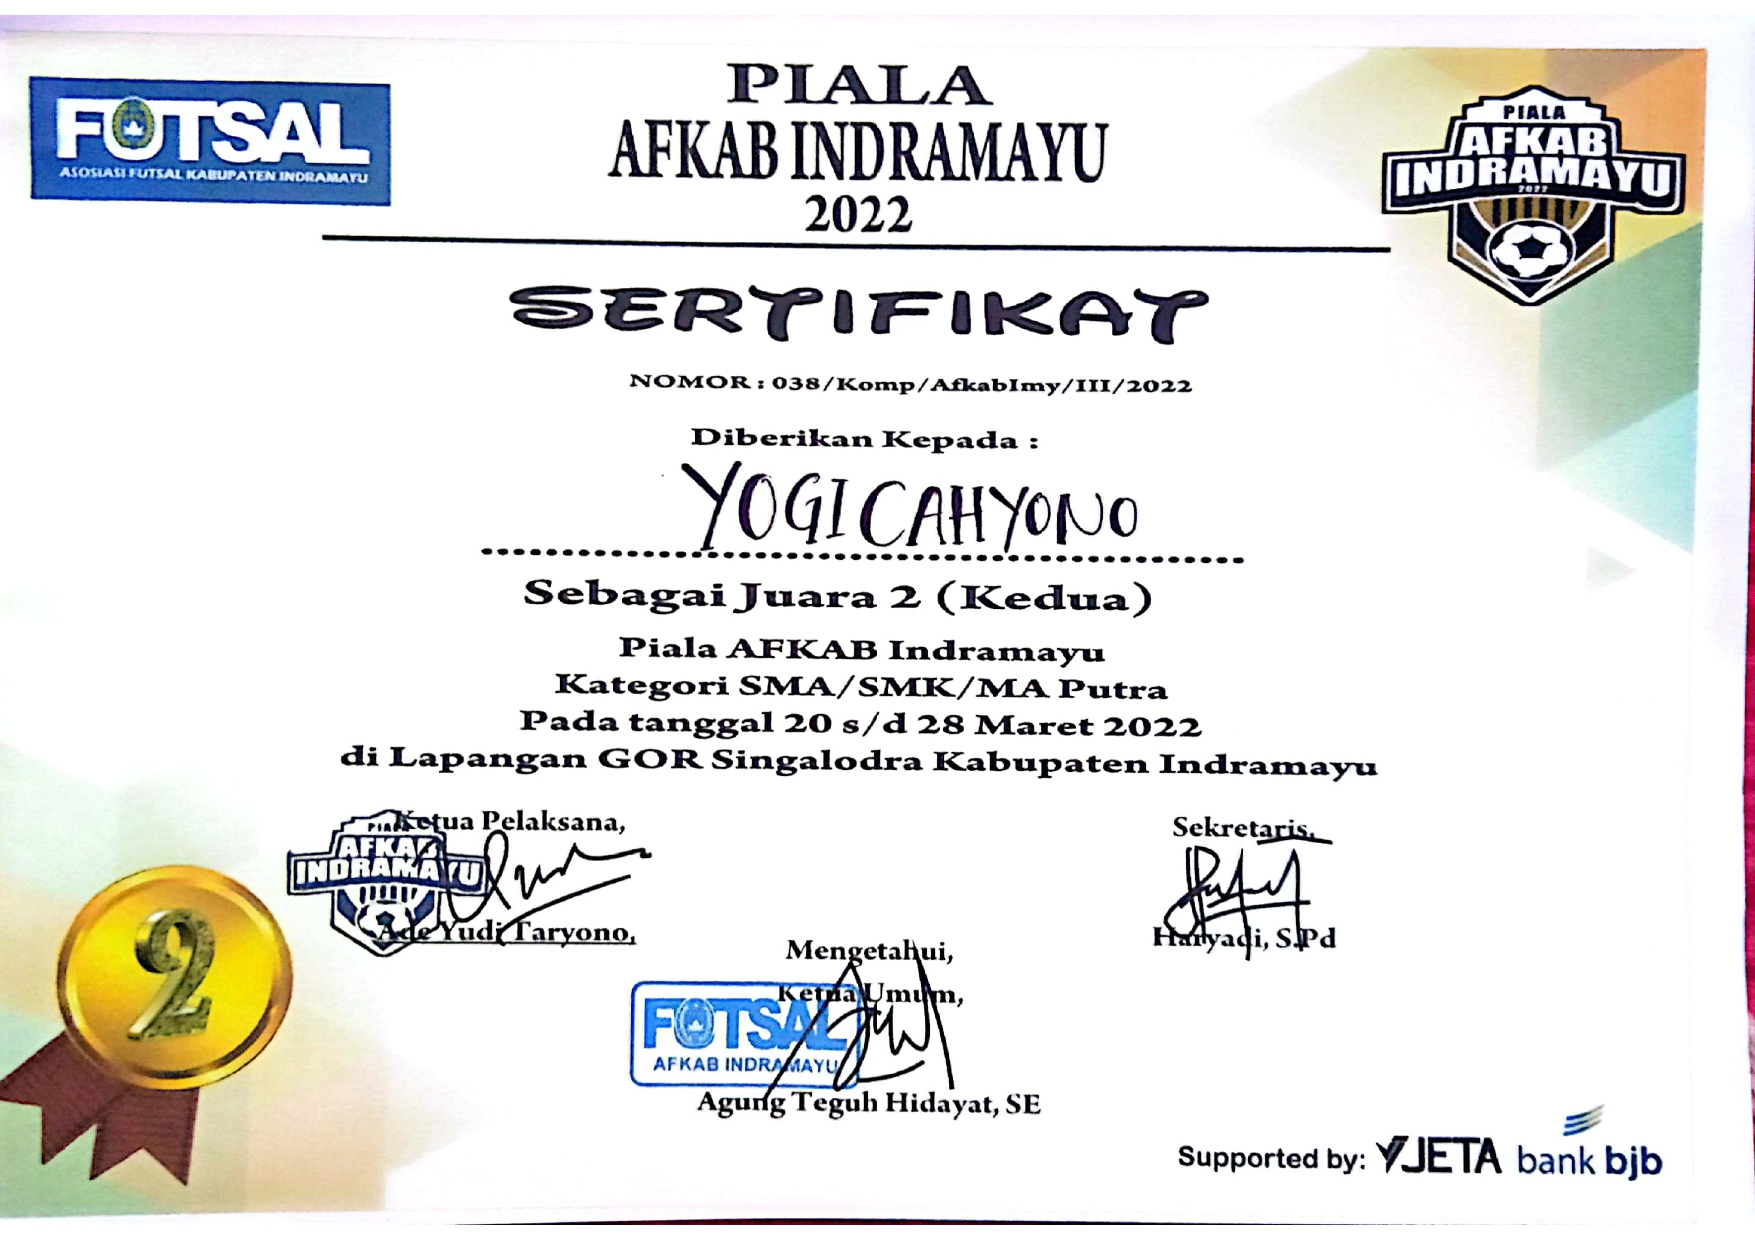 FUTSAL
ASOSIASI FUTSAL KABUPATEN INDRAMAYU
PIALA
AFKAB INDRAMAYU
2022
PIALA
AFKAB
INDRAMAYU
2022
SERTIFIKAT
NOMOR : 038/Komp/AfkabImy/III/2022
Diberikan Kepada :
YOGI CAHYONO
Sebagai Juara 2 (Kedua)
Piala AFKAB Indramayu
Kategori SMA/SMK/MA Putra
Pada tanggal 20 s/d 28 Maret 2022
di Lapangan GOR Singalodra Kabupaten Indramayu
Ketua Pelaksana,
PIALA
AFKAB
INDRAMAYU
Ade Yudi Taryono,
Sekretaris,
Haryadi, S.Pd
Mengetahui,
Ketua Umum,
FUTSAL
AFKAB INDRAMAYU
Agung Teguh Hidayat, SE
2
Supported by: YJETA bank bjb